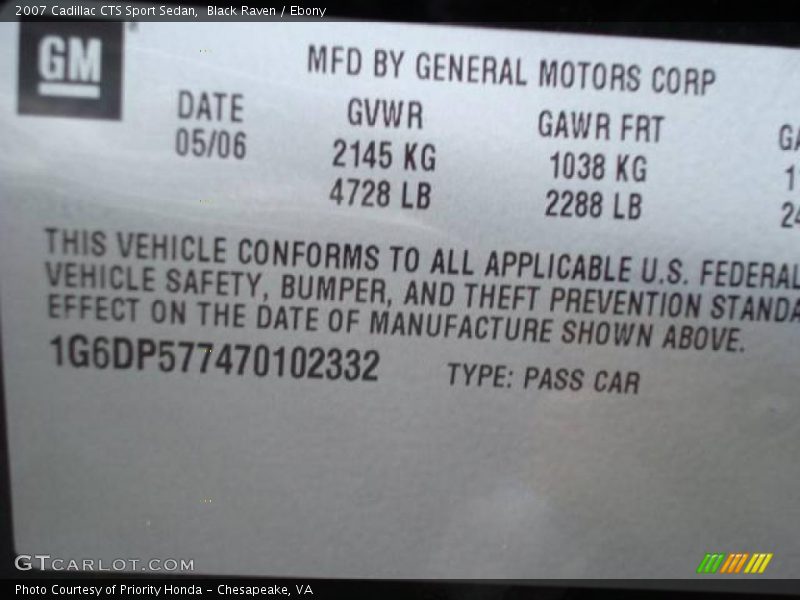 2007 Cadillac CTS Sport Sedan, Black Raven / Ebony
GM
MFD BY GENERAL MOTORS CORP
DATE GVWR GAWR FRT
05/06 2145 KG 1038 KG
4728 LB 2288 LB
THIS VEHICLE CONFORMS TO ALL APPLICABLE U.S. FEDERAL
VEHICLE SAFETY, BUMPER, AND THEFT PREVENTION STANDA
EFFECT ON THE DATE OF MANUFACTURE SHOWN ABOVE.
1G6DP577470102332 TYPE: PASS CAR
GTCARLOT.COM
Photo Courtesy of Priority Honda - Chesapeake, VA